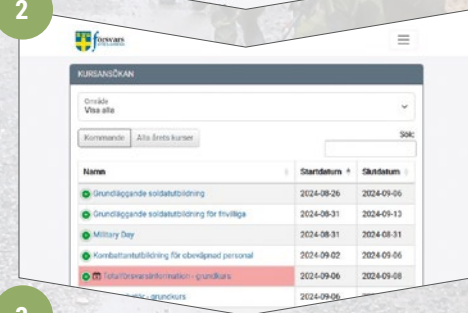 2
försvars
KURSANSÖKAN
Område
Visa alla
Kommande Alla årets kurser
Sök:
Namn Startdatum Slutdatum
Grundläggande soldatutbildning 2024-08-26 2024-09-06
Grundläggande soldatutbildning för frivilliga 2024-08-31 2024-09-13
Military Day 2024-08-31 2024-08-31
Kombattantutbildning för obeväpnad personal 2024-09-02 2024-09-06
Totalförsvarsinformation - grundkurs 2024-09-06 2024-09-08
- grundkurs 2024-09-06